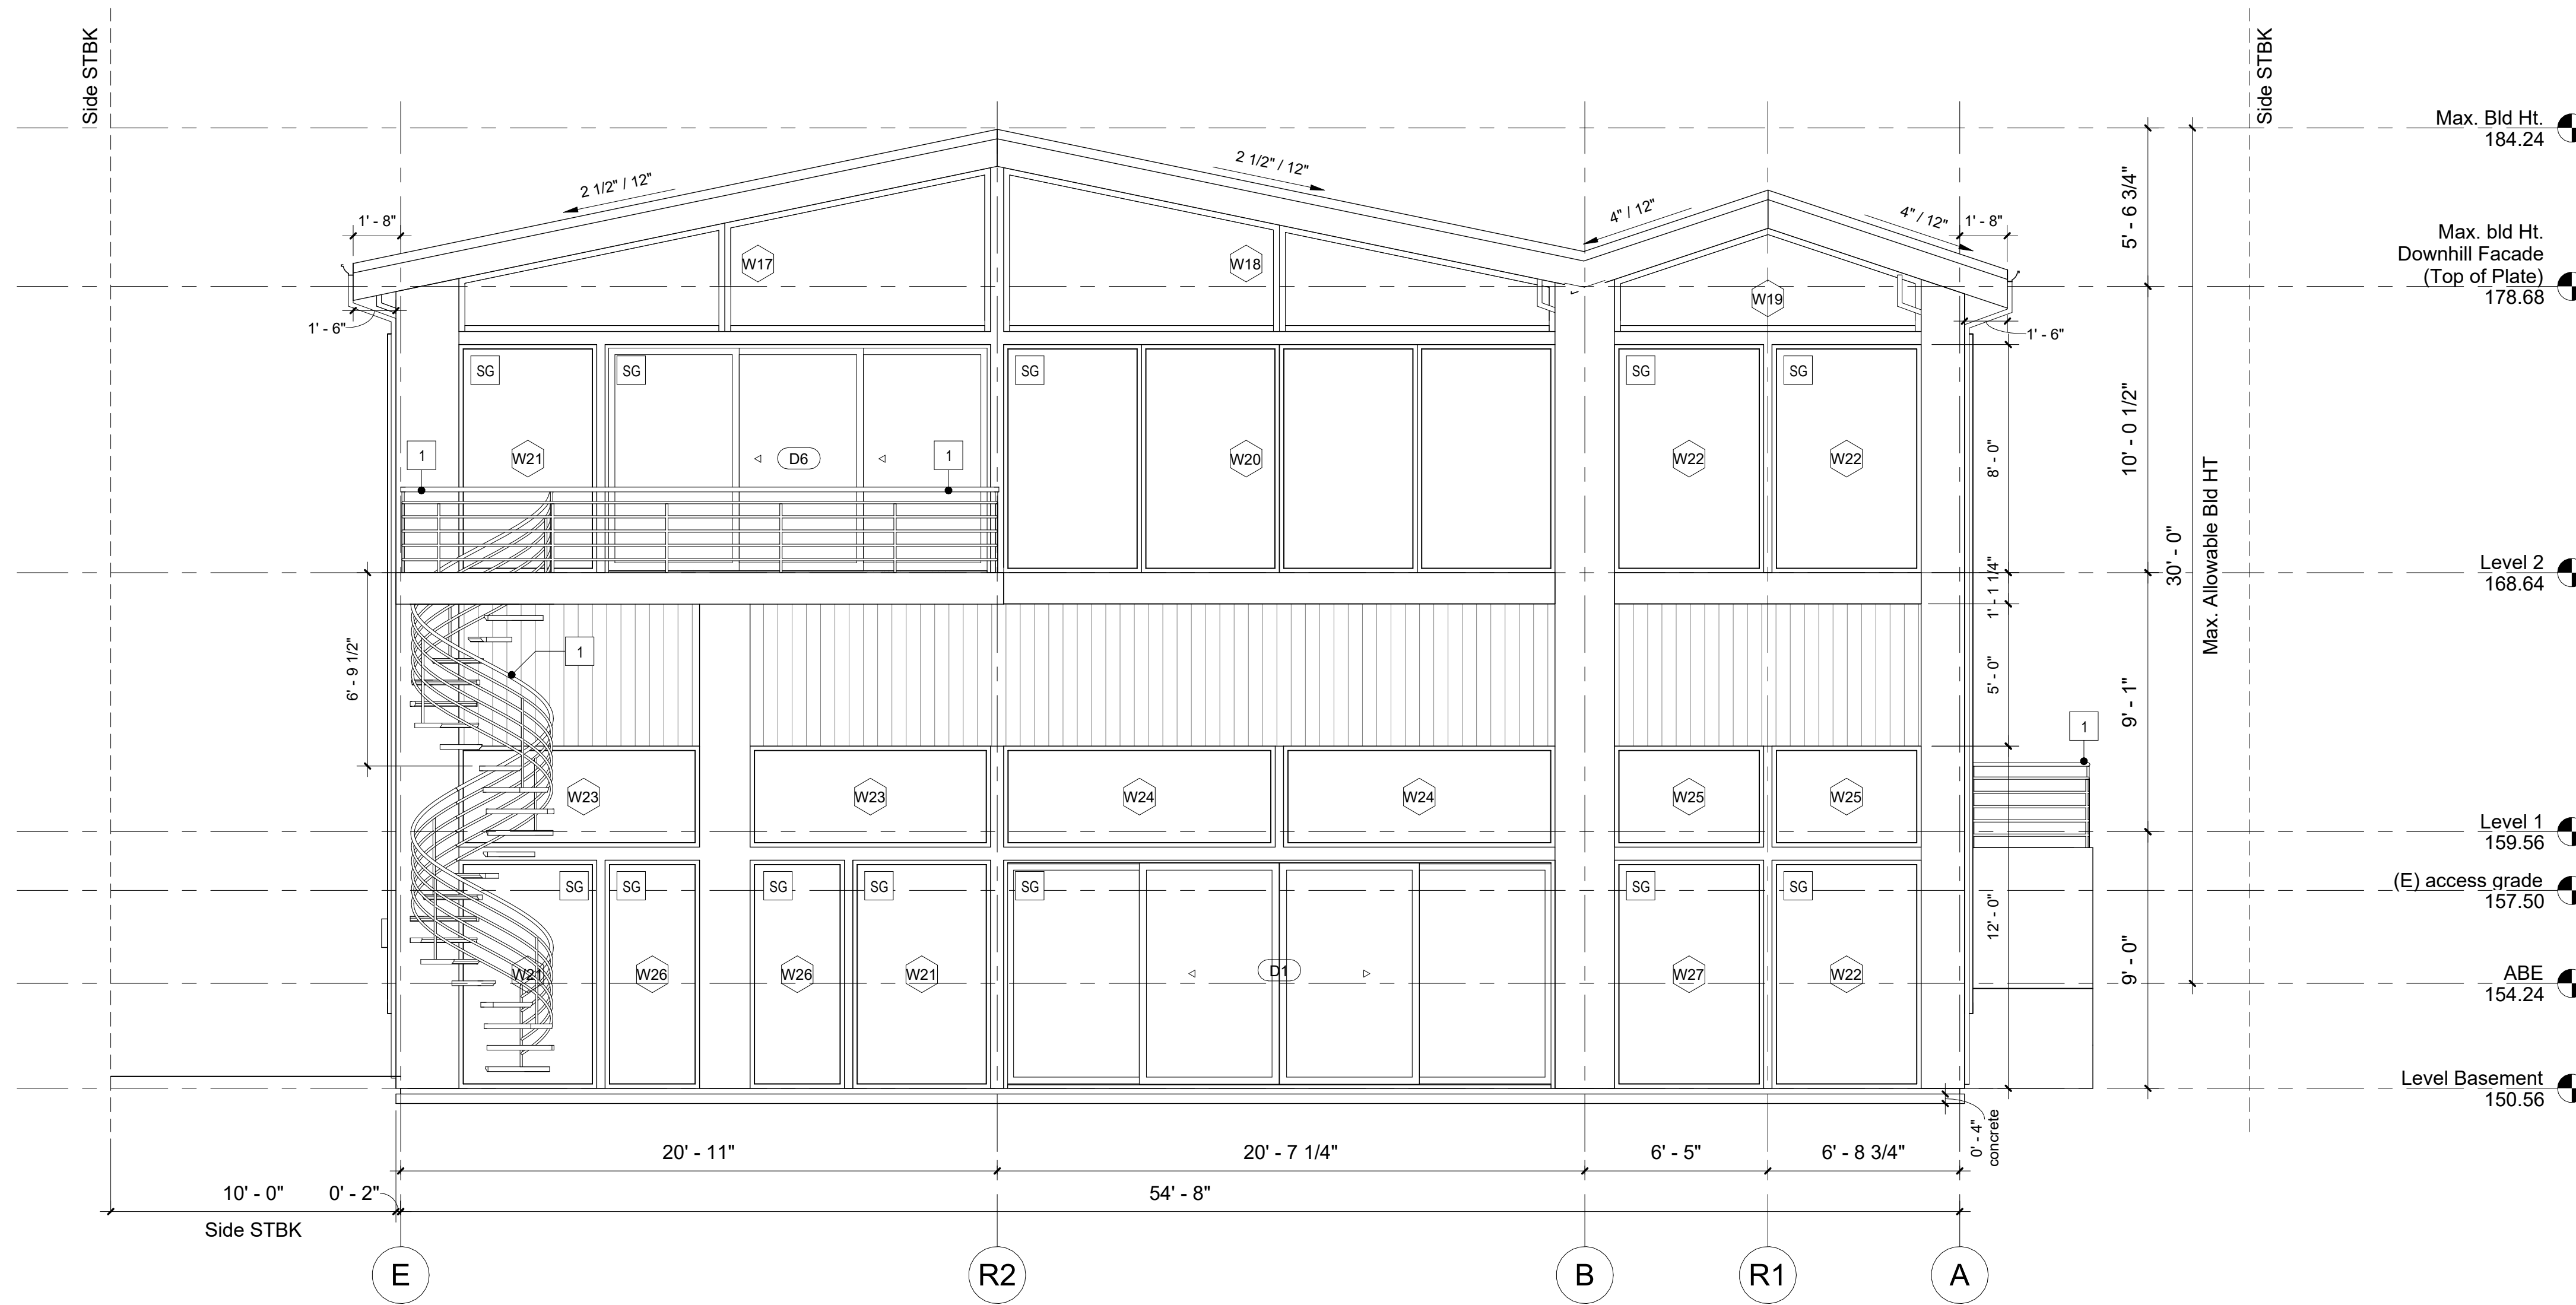 Side STBK
Side STBK
Max. Bld Ht.
184.24
2 1/2" / 12"
2 1/2" / 12"
4" / 12"
4" / 12"
1' - 8"
1' - 8"
5' - 6 3/4"
Max. bld Ht.
Downhill Facade
(Top of Plate)
178.68
W17
W18
W19
1' - 6"
1' - 6"
SG
SG
SG
SG
SG
1
W21
D6
1
W20
W22
W22
8' - 0"
10' - 0 1/2"
Max. Allowable Bld HT
30' - 0"
Level 2
168.64
1' - 1 1/4"
6' - 9 1/2"
1
5' - 0"
9' - 1"
1
W23
W23
W24
W24
W25
W25
Level 1
159.56
(E) access grade
157.50
SG
SG
SG
SG
SG
SG
SG
12' - 0"
9' - 0"
W21
W26
W26
W21
D1
W27
W22
ABE
154.24
Level Basement
150.56
0' - 4"
concrete
20' - 11"
20' - 7 1/4"
6' - 5"
6' - 8 3/4"
10' - 0"
0' - 2"
54' - 8"
Side STBK
E
R2
B
R1
A